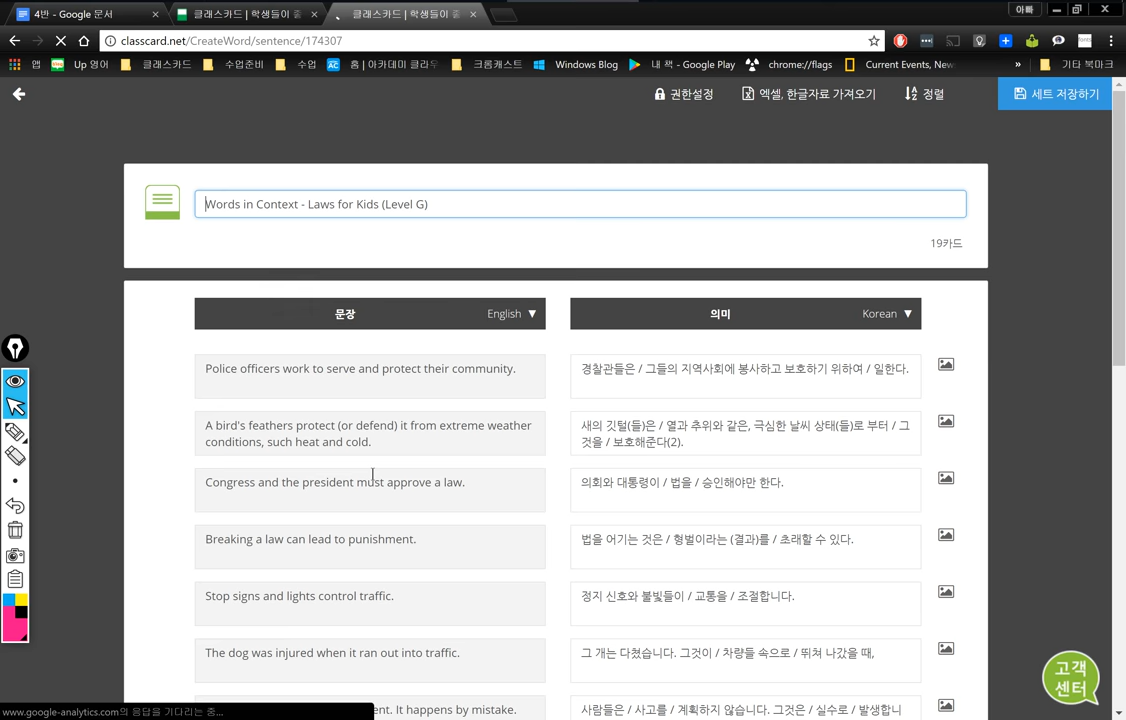 4반 - Google 문서
클래스카드 | 학생들이 좋
클래스카드 | 학생들이 좋
아빠
classcard.net/CreateWord/sentence/174307
앱
Up 영어
클래스카드
수업준비
수업
홈 | 아카데미 클라우
크롬캐스트
Windows Blog
내 책 - Google Play
chrome://flags
Current Events, New
»
기타 북마크
권한설정
엑셀, 한글자료 가져오기
정렬
세트 저장하기
Words in Context - Laws for Kids (Level G)
19카드
문장 English ▼
의미 Korean ▼
Police officers work to serve and protect their community.
경찰관들은 / 그들의 지역사회에 봉사하고 보호하기 위하여 / 일한다.
A bird's feathers protect (or defend) it from extreme weather
conditions, such heat and cold.
새의 깃털(들)은 / 열과 추위와 같은, 극심한 날씨 상태(들)로 부터 / 그
것을 / 보호해준다(2).
Congress and the president must approve a law.
의회와 대통령이 / 법을 / 승인해야만 한다.
Breaking a law can lead to punishment.
법을 어기는 것은 / 형벌이라는 (결과)를 / 초래할 수 있다.
Stop signs and lights control traffic.
정지 신호와 불빛들이 / 교통을 / 조절합니다.
The dog was injured when it ran out into traffic.
그 개는 다쳤습니다. 그것이 / 차량들 속으로 / 뛰쳐 나갔을 때,
ent. It happens by mistake.
사람들은 / 사고를 / 계획하지 않습니다. 그것은 / 실수로 / 발생합니
고객
센터
www.google-analytics.com의 응답을 기다리는 중...